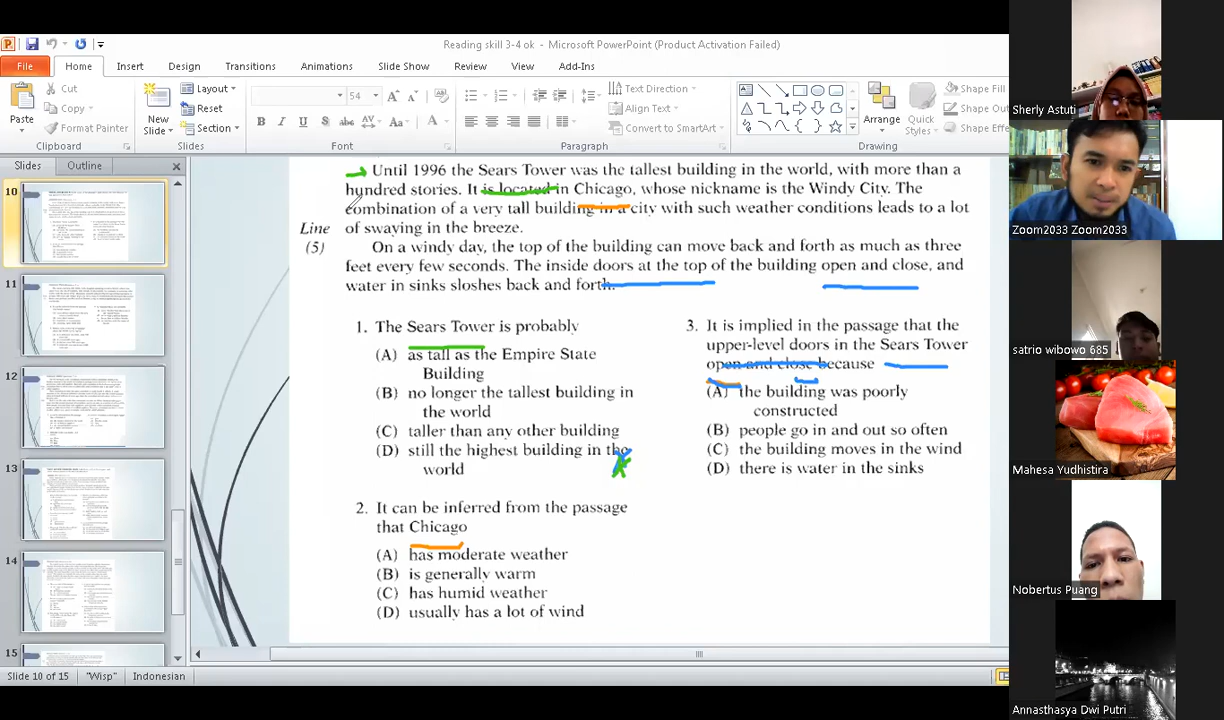 Reading skill 3-4 ok - Microsoft PowerPoint (Product Activation Failed)
File Home Insert Design Transitions Animations Slide Show Review View Add-Ins
Paste
Cut
Copy
Format Painter
Clipboard
New Slide
Layout
Reset
Section
Slides
54
Font
Paragraph
Text Direction
Align Text
Convert to SmartArt
Arrange
Quick Styles
Shape Fill
Shape Out
Shape Effe
Drawing
Slides Outline
10
11
12
13
14
15
Until 1996 the Sears Tower was the tallest building in the world, with more than a
hundred stories. It is located in Chicago, whose nickname is the Windy City. The
combination of a very tall building in a city with such weather conditions leads to a lot
Line of swaying in the breeze.
(5) On a windy day, the top of the building can move back and forth as much as three
feet every few seconds. The inside doors at the top of the building open and close, and
water in sinks sloshes back and forth.
1. The Sears Tower is probably
(A) as tall as the Empire State
Building
(B) no longer the tallest building in
the world
(C) taller than any other building
(D) still the highest building in the
world
2. It can be inferred from the passage
that Chicago
(A) has moderate weather
(B) is generally warm
(C) has humid weather
(D) usually has a lot of wind
3. It is implied in the passage that the
upper-level doors in the Sears Tower
open and close because
(A) the building was poorly
constructed
(B) people go in and out so often
(C) the building moves in the wind
(D) there is water in the sinks
Slide 10 of 15 "Wisp" Indonesian
Sherly Astuti
Zoom2033 Zoom2033
satrio wibowo 685
Mahesa Yudhistira
Nobertus Puang
Annasthasya Dwi Putri